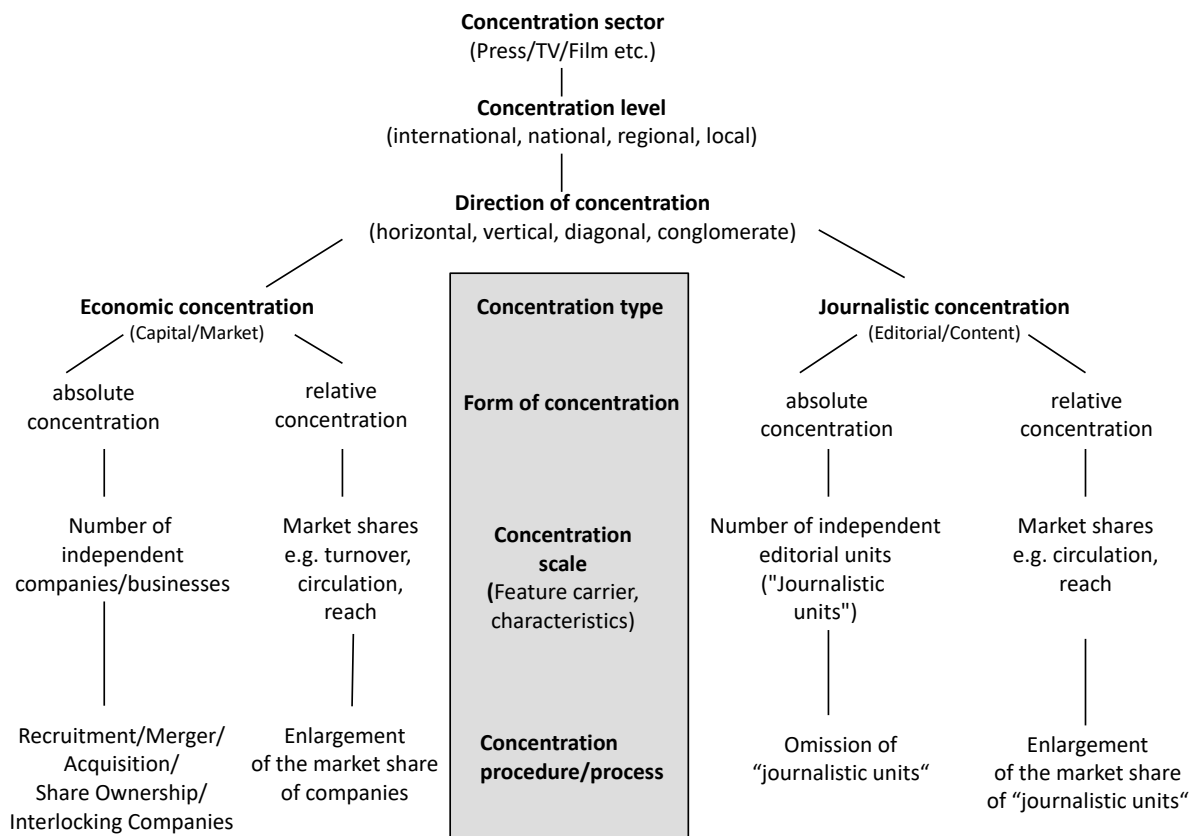 Concentration sector
(Press/TV/Film etc.)
Concentration level
(international, national, regional, local)
Direction of concentration
(horizontal, vertical, diagonal, conglomerate)
Economic concentration
(Capital/Market)
Concentration type
Journalistic concentration
(Editorial/Content)
absolute
concentration
relative
concentration
Form of concentration
absolute
concentration
relative
concentration
Number of
independent
companies/businesses
Market shares
e.g. turnover,
circulation,
reach
Concentration
scale
(Feature carrier,
characteristics)
Number of independent
editorial units
("Journalistic
units")
Market shares
e.g. circulation,
reach
Recruitment/Merger/
Acquisition/
Share Ownership/
Interlocking Companies
Enlargement
of the market share
of companies
Concentration
procedure/process
Omission of
“journalistic units“
Enlargement
of the market share
of “journalistic units“